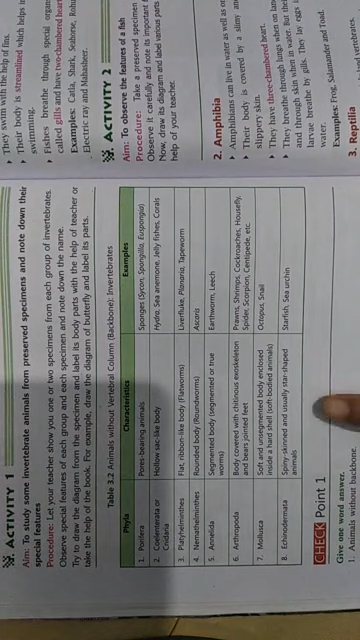 ACTIVITY 1
Aim: To study some invertebrate animals from preserved specimens and note down their
special features
Procedure: Let your teacher show you one or two specimens from each group of invertebrates.
Observe special features of each group and each specimen and note down the name.
Try to draw the diagram from the specimen and label its body parts with the help of teacher or
take the help of the book. For example, draw the diagram of butterfly and label its parts.
Table 3.2 Animals without Vertebral Column (Backbone): Invertebrates
Phyla Characteristics Examples
1. Porifera Pores-bearing animals Sponges (Sycon, Spongilla, Euspongia)
2. Coelenterata or Hollow sac-like body Hydra, Sea anemone, Jelly fishes, Corals
Cnidaria
3. Platyhelminthes Flat, ribbon-like body (Flatworms) Liverfluke, Planaria, Tapeworm
4. Nemathelminthes Rounded body (Roundworms) Ascaris
5. Annelida Segmented body (segmented or true Earthworm, Leech
worms)
6. Arthropoda Body covered with chitinous exoskeleton Prawns, Shrimps, Cockroaches, Housefly,
and bears jointed feet Spider, Scorpion, Centipede, etc.
7. Mollusca Soft and unsegmented body enclosed Octopus, Snail
inside a hard shell (soft-bodied animals)
8. Echinodermata Spiny-skinned and usually star-shaped Starfish, Sea urchin
animals
CHECK Point 1
Give one word answer.
1. Animals without backbone.
They swim with the help of fins.
Their body is streamlined which helps in
swimming.
Fishes breathe through special organs
called gills and have two-chambered heart.
Examples: Catla, Shark, Seahorse, Rohu,
Electric ray and
ACTIVITY 2
Aim: To observe the features of a fish
Procedure: Take a preserved specimen
Observe it carefully and note its important
Now, draw its diagram and label various parts
help of your teacher.
2. Amphibia
Amphibians can live in water as well as on
Their body is covered by a slimy and
slippery skin.
They have three-chambered heart.
They breathe through lungs when on land
and through skin when in water. But their
larvae breathe by gills. They lay eggs in
water.
Examples: Frog, Salamander and Toad.
3. Reptilia